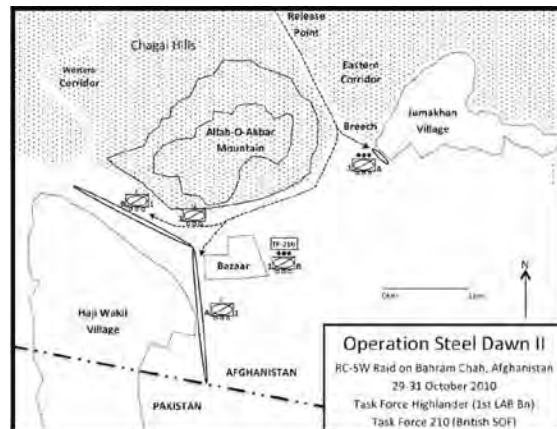 Release
Point
Chagai Hills
Western
Corridor
Eastern
Corridor
Allah-O-Akbar
Mountain
Breech
Jumakhan
Village
TF-210
Bazaar
Haji Wakil
Village
N
AFGHANISTAN
PAKISTAN
Operation Steel Dawn II
RC-SW Raid on Bahram Chah, Afghanistan
29-31 October 2010
Task Force Highlander (1st LAR Bn)
Task Force 210 (British SOF)